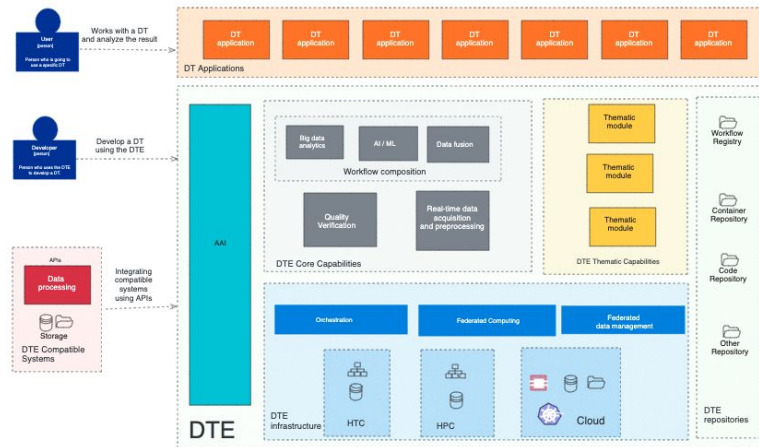 User
[person]
Person who is going to
use a specific DT
Works with a DT
and analyze the result
DT
application
DT
application
DT
application
DT
application
DT
application
DT
application
DT
application
DT Applications
Developer
[person]
Person who uses the DTE
to develop a DT.
Develop a DT
using the DTE
APIs
Data
processing
Storage
DTE Compatible
Systems
Integrating
compatible
systems
using APIs
AAI
DTE
Big data
analytics
AI / ML
Data fusion
Workflow composition
Quality
Verification
Real-time data
acquisition
and preprocessing
DTE Core Capabilities
Thematic
module
Thematic
module
Thematic
module
DTE Thematic Capabilities
Orchestration
Federated Computing
Federated
data management
HTC
HPC
Cloud
DTE
infrastructure
Workflow
Registry
Container
Repository
Code
Repository
Other
Repository
DTE
repositories